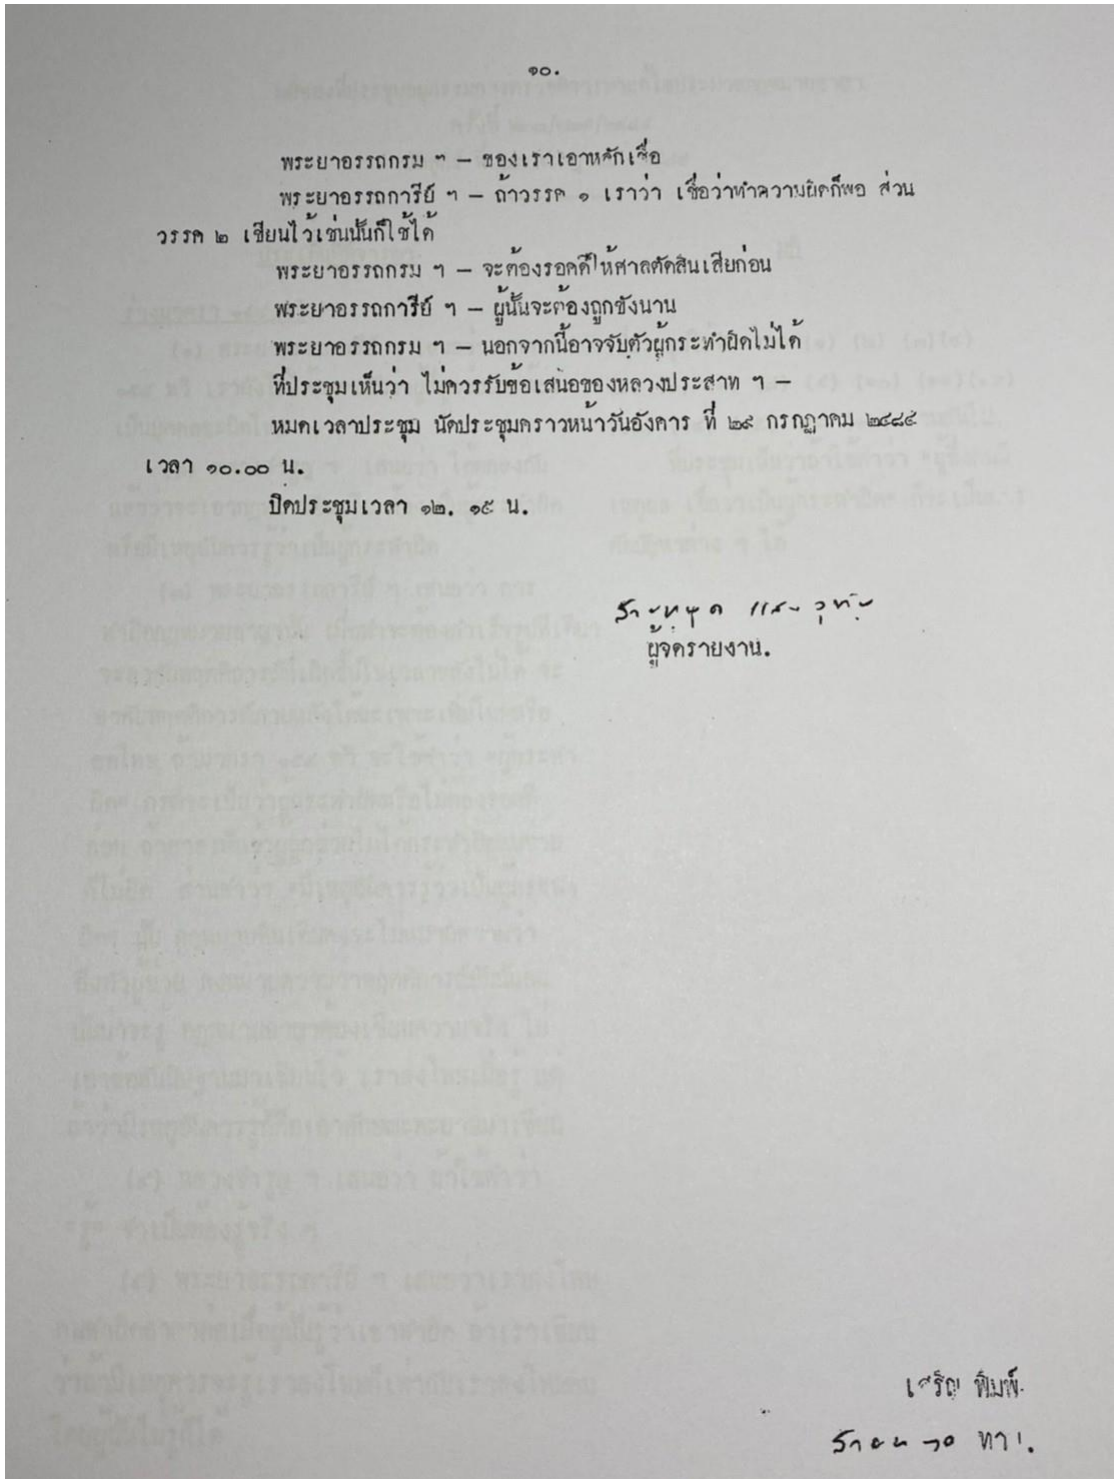 ๑๐.
พระยาอรรถกรม ฯ — ของเราเอาหลักเชื่อ
พระยาอรรถการีย์ ฯ — ถ้าวรรค ๑ เราว่า เชื่อว่าทำความผิดก็พอ ส่วน
วรรค ๒ เขียนไว้เช่นนั้นก็ใช้ได้
พระยาอรรถกรม ฯ — จะต้องรอคดีให้ศาลตัดสินเสียก่อน
พระยาอรรถการีย์ ฯ — ผู้นั้นจะต้องถูกขังนาน
พระยาอรรถกรม ฯ — นอกจากนี้อาจจับตัวผู้กระทำผิดไม่ได้
ที่ประชุมเห็นว่า ไม่ควรรับข้อเสนอของหลวงประสาท ฯ —
หมดเวลาประชุม นัดประชุมคราวหน้าวันอังคาร ที่ ๒๙ กรกฎาคม ๒๔๘๔
เวลา ๑๐.๐๐ น.
ปิดประชุมเวลา ๑๒. ๑๕ น.
ผู้จดรายงาน.
พิมพ์.
ทาน.